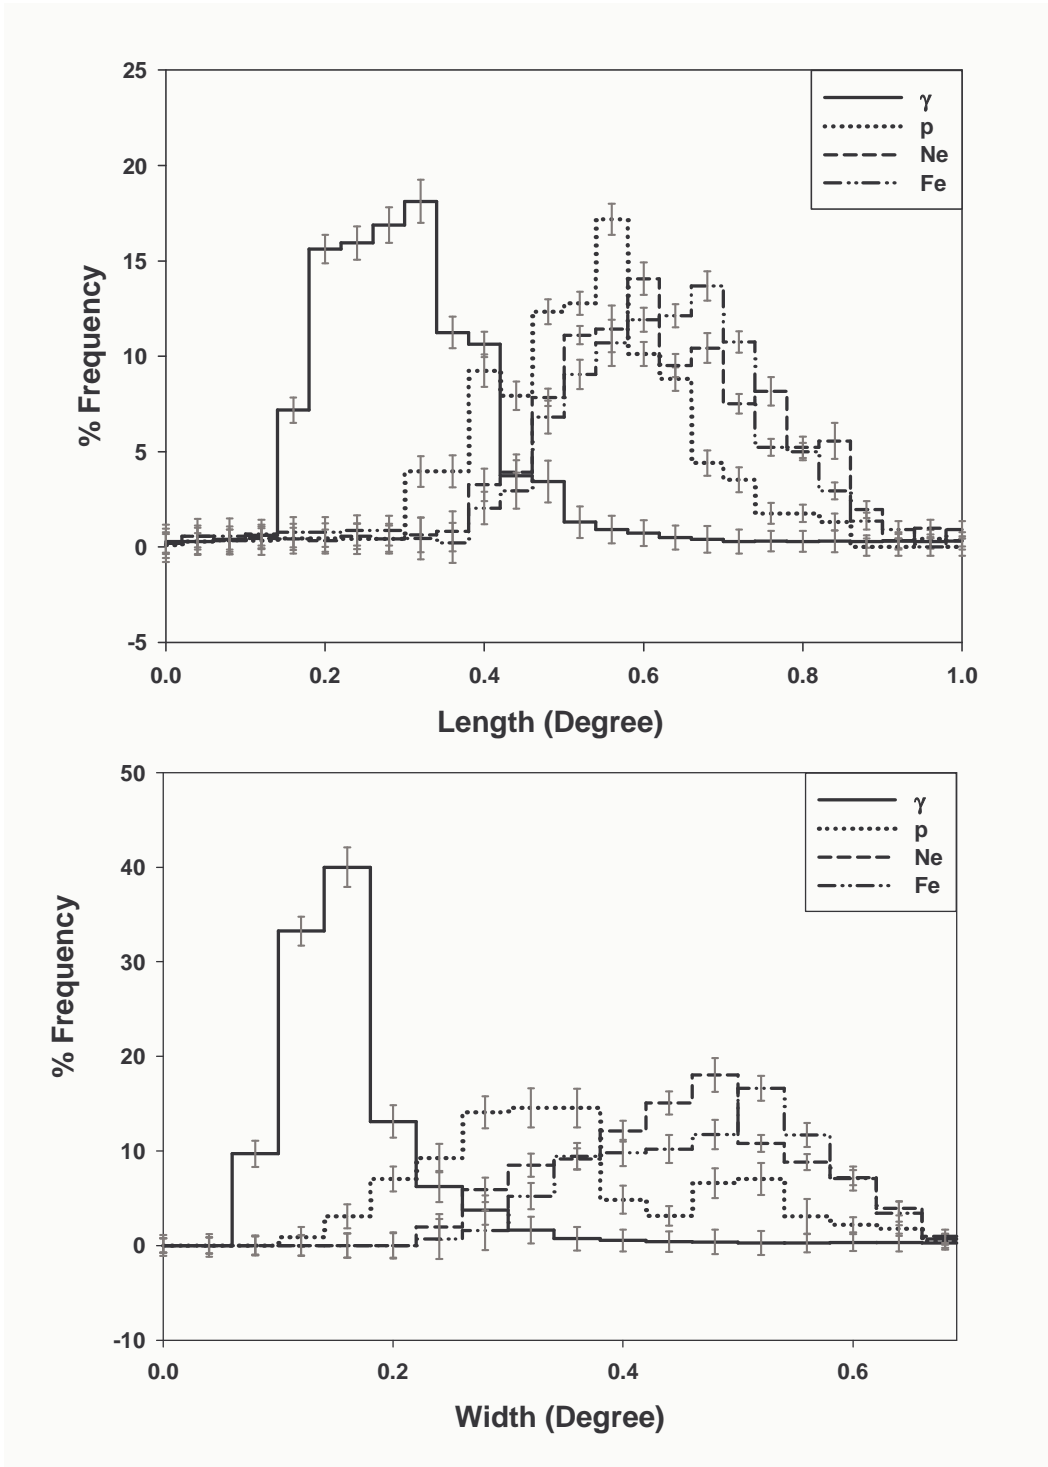 25
20
15
10
5
0
-5
% Frequency
γ
p
Ne
Fe
0.0 0.2 0.4 0.6 0.8 1.0
Length (Degree)
50
40
30
20
10
0
-10
% Frequency
γ
p
Ne
Fe
0.0 0.2 0.4 0.6
Width (Degree)